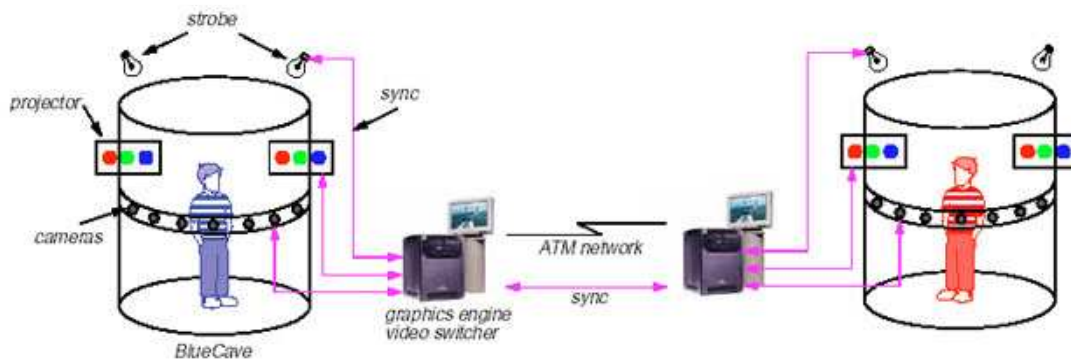 strobe
projector
sync
cameras
ATM network
sync
graphics engine
video switcher
BlueCave